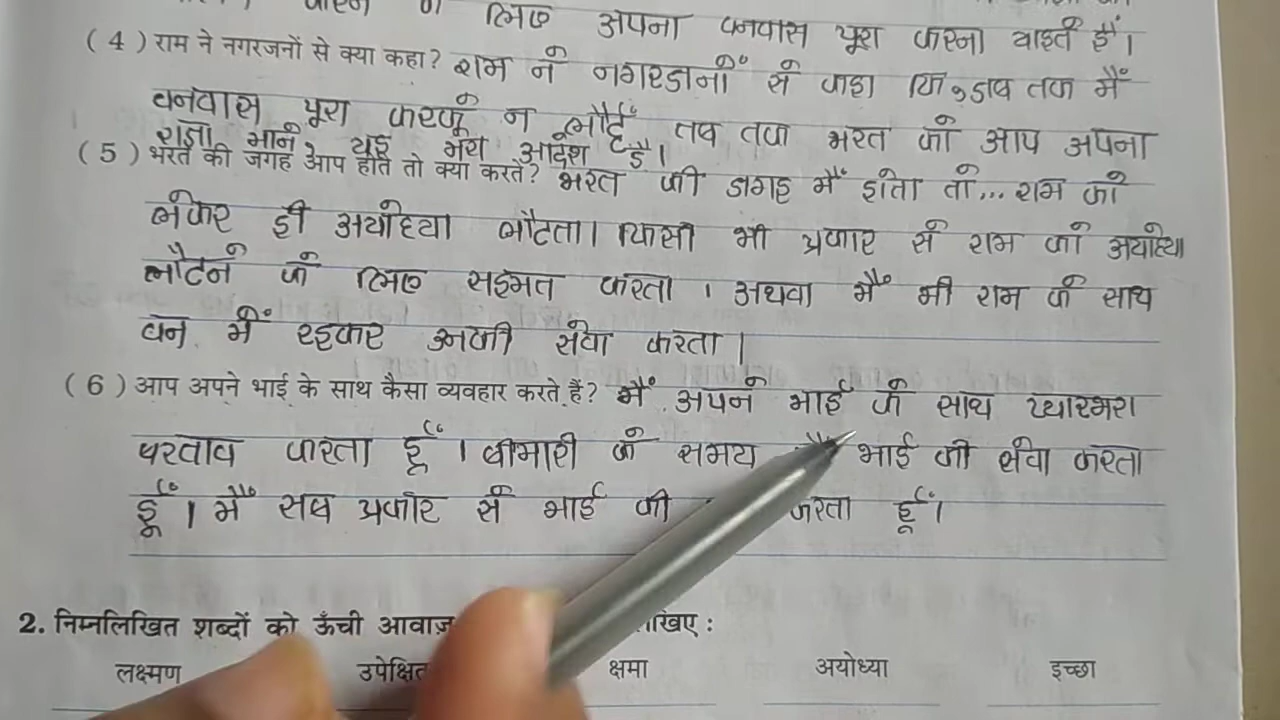 लिए अपना वनवास पूरा करना चाहते हैं।
(4) राम ने नगरजनों से क्या कहा? राम ने नगरजनों से कहा कि, जब तक मैं
वनवास पूरा करके न लौटूँ तब तक भरत को आप अपना
राजा माने, यह मेरा आदेश है।
(5) भरत की जगह आप होते तो क्या करते? भरत की जगह मैं होता तो... राम को
लेकर ही अयोध्या लौटता। किसी भी प्रकार से राम को अयोध्या
लौटने के लिए सहमत करता। अथवा मैं भी राम के साथ
वन में रहकर उनकी सेवा करता।
(6) आप अपने भाई के साथ कैसा व्यवहार करते हैं? मैं अपने भाई के साथ प्यारभरा
बरताव करता हूँ। बीमारी के समय भाई की सेवा करता
हूँ। मैं सब प्रकार से भाई की करता हूँ।
2. निम्नलिखित शब्दों को ऊँची आवाज़
लक्ष्मण उपेक्षित क्षमा अयोध्या इच्छा